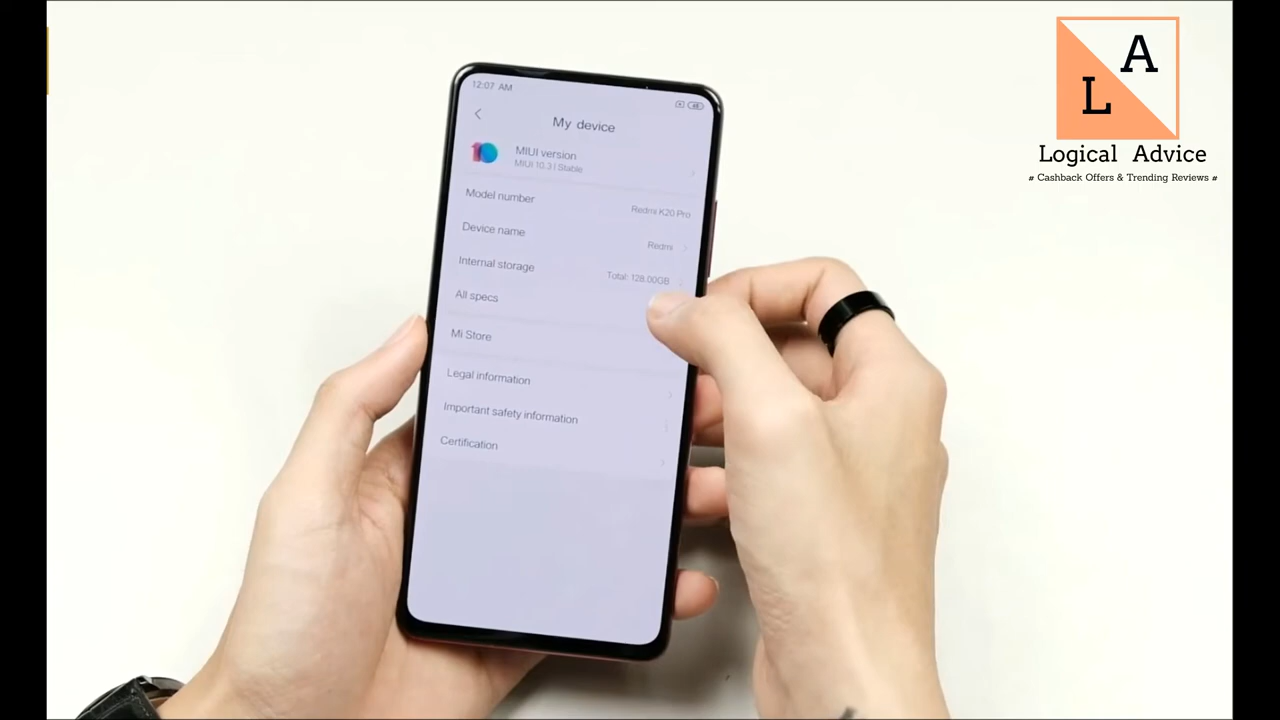 12:07 AM
My device
10
MIUI version
MIUI 10.3 | Stable
Model number
Redmi K20 Pro
Device name
Redmi
Internal storage
Total: 128.00GB
All specs
Mi Store
Legal information
Important safety information
Certification
L A
Logical Advice
# Cashback Offers & Trending Reviews #